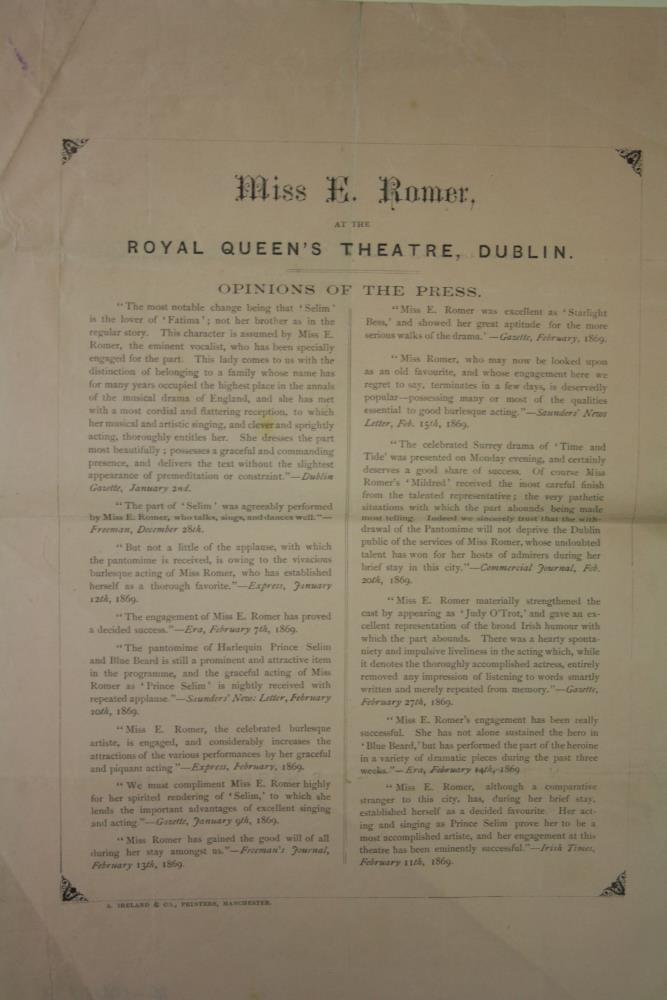 Miss E. Romer,
AT THE
ROYAL QUEEN'S THEATRE, DUBLIN.
OPINIONS OF THE PRESS.
"The most notable change being that 'Selim'
is the lover of 'Fatima'; not her brother as in the
regular story. This character is assumed by Miss E.
Romer, the eminent vocalist, who has been specially
engaged for the part. This lady comes to us with the
distinction of belonging to a family whose name has
for many years occupied the highest place in the annals
of the musical drama of England, and she has met
with a most cordial and flattering reception, to which
her musical and artistic singing, and clever and sprightly
acting, thoroughly entitles her. She dresses the part
most beautifully; possesses a graceful and commanding
presence, and delivers the text without the slightest
appearance of premeditation or constraint."—Dublin
Gazette, January 2nd.
"The part of 'Selim' was agreeably performed
by Miss E. Romer, who talks, sings, and dances well."—
Freeman, December 28th.
"But not a little of the applause, with which
the pantomime is received, is owing to the vivacious
burlesque acting of Miss Romer, who has established
herself as a thorough favorite."—Express, January
12th, 1869.
"The engagement of Miss E. Romer has proved
a decided success."—Era, February 7th, 1869.
"The pantomime of Harlequin Prince Selim
and Blue Beard is still a prominent and attractive item
in the programme, and the graceful acting of Miss
Romer as 'Prince Selim' is nightly received with
repeated applause."—Saunders' News Letter, February
20th, 1869.
"Miss E. Romer, the celebrated burlesque
artiste, is engaged, and considerably increases the
attractions of the various performances by her graceful
and piquant acting"—Express, February, 1869.
"We must compliment Miss E. Romer highly
for her spirited rendering of 'Selim,' to which she
lends the important advantages of excellent singing
and acting"—Gazette, January 9th, 1869.
"Miss Romer has gained the good will of all
during her stay amongst us."—Freeman's Journal,
February 13th, 1869.
"Miss E. Romer was excellent as 'Starlight
Bess,' and showed her great aptitude for the more
serious walks of the drama.'—Gazette, February, 1869.
"Miss Romer, who may now be looked upon
as an old favourite, and whose engagement here we
regret to say, terminates in a few days, is deservedly
popular—possessing many or most of the qualities
essential to good burlesque acting."—Saunders' News
Letter, Feb. 15th, 1869.
"The celebrated Surrey drama of 'Time and
Tide' was presented on Monday evening, and certainly
deserves a good share of success. Of course Miss
Romer's 'Mildred' received the most careful finish
from the talented representative; the very pathetic
situations with which the part abounds being made
most telling. Indeed we sincerely trust that the with-
drawal of the Pantomime will not deprive the Dublin
public of the services of Miss Romer, whose undoubted
talent has won for her hosts of admirers during her
brief stay in this city."—Commercial Journal, Feb.
20th, 1869.
"Miss E. Romer materially strengthened the
cast by appearing as 'Judy O'Trot,' and gave an ex-
cellent representation of the broad Irish humour with
which the part abounds. There was a hearty sponta-
niety and impulsive liveliness in the acting which, while
it denotes the thoroughly accomplished actress, entirely
removed any impression of listening to words smartly
written and merely repeated from memory."—Gazette,
February 27th, 1869.
"Miss E. Romer's engagement has been really
successful. She has not alone sustained the hero in
'Blue Beard,' but has performed the part of the heroine
in a variety of dramatic pieces during the past three
weeks."—Era, February 14th, 1869
"Miss E. Romer, although a comparative
stranger to this city, has, during her brief stay,
established herself as a decided favourite. Her act-
ing and singing as Prince Selim prove her to be a
most accomplished artiste, and her engagement at this
theatre has been eminently successful."—Irish Times,
February 11th, 1869.
A. IRELAND & CO., PRINTERS, MANCHESTER.